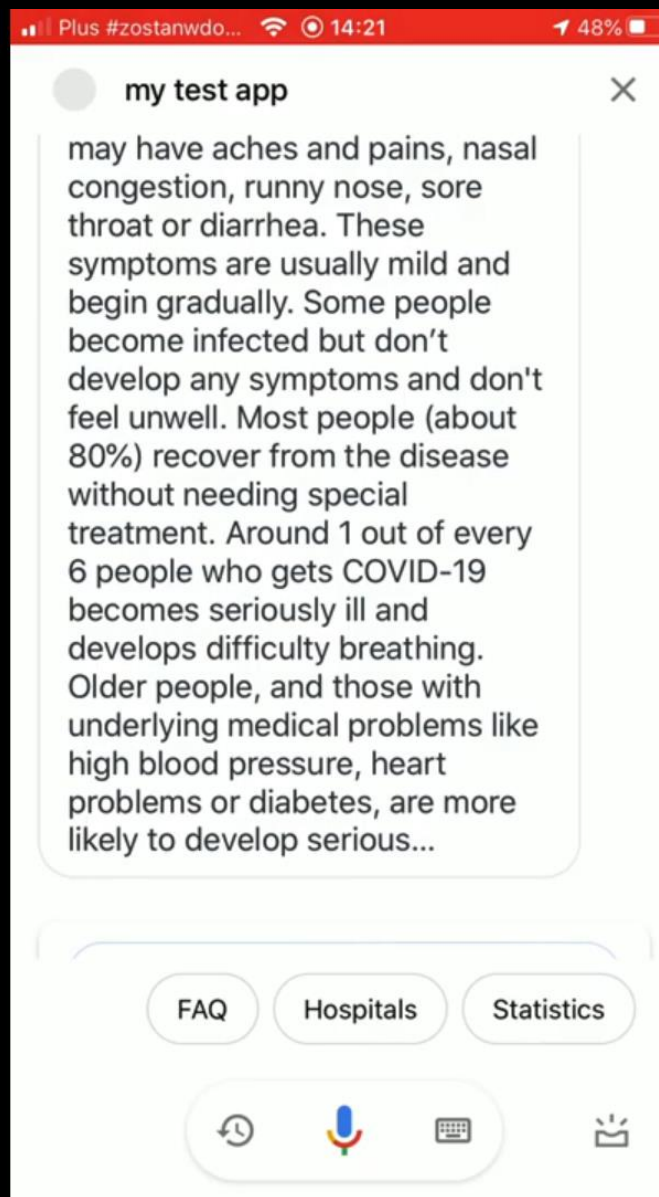 Plus #zostanwdo... 14:21 48%
my test app
may have aches and pains, nasal
congestion, runny nose, sore
throat or diarrhea. These
symptoms are usually mild and
begin gradually. Some people
become infected but don’t
develop any symptoms and don't
feel unwell. Most people (about
80%) recover from the disease
without needing special
treatment. Around 1 out of every
6 people who gets COVID-19
becomes seriously ill and
develops difficulty breathing.
Older people, and those with
underlying medical problems like
high blood pressure, heart
problems or diabetes, are more
likely to develop serious...
FAQ Hospitals Statistics